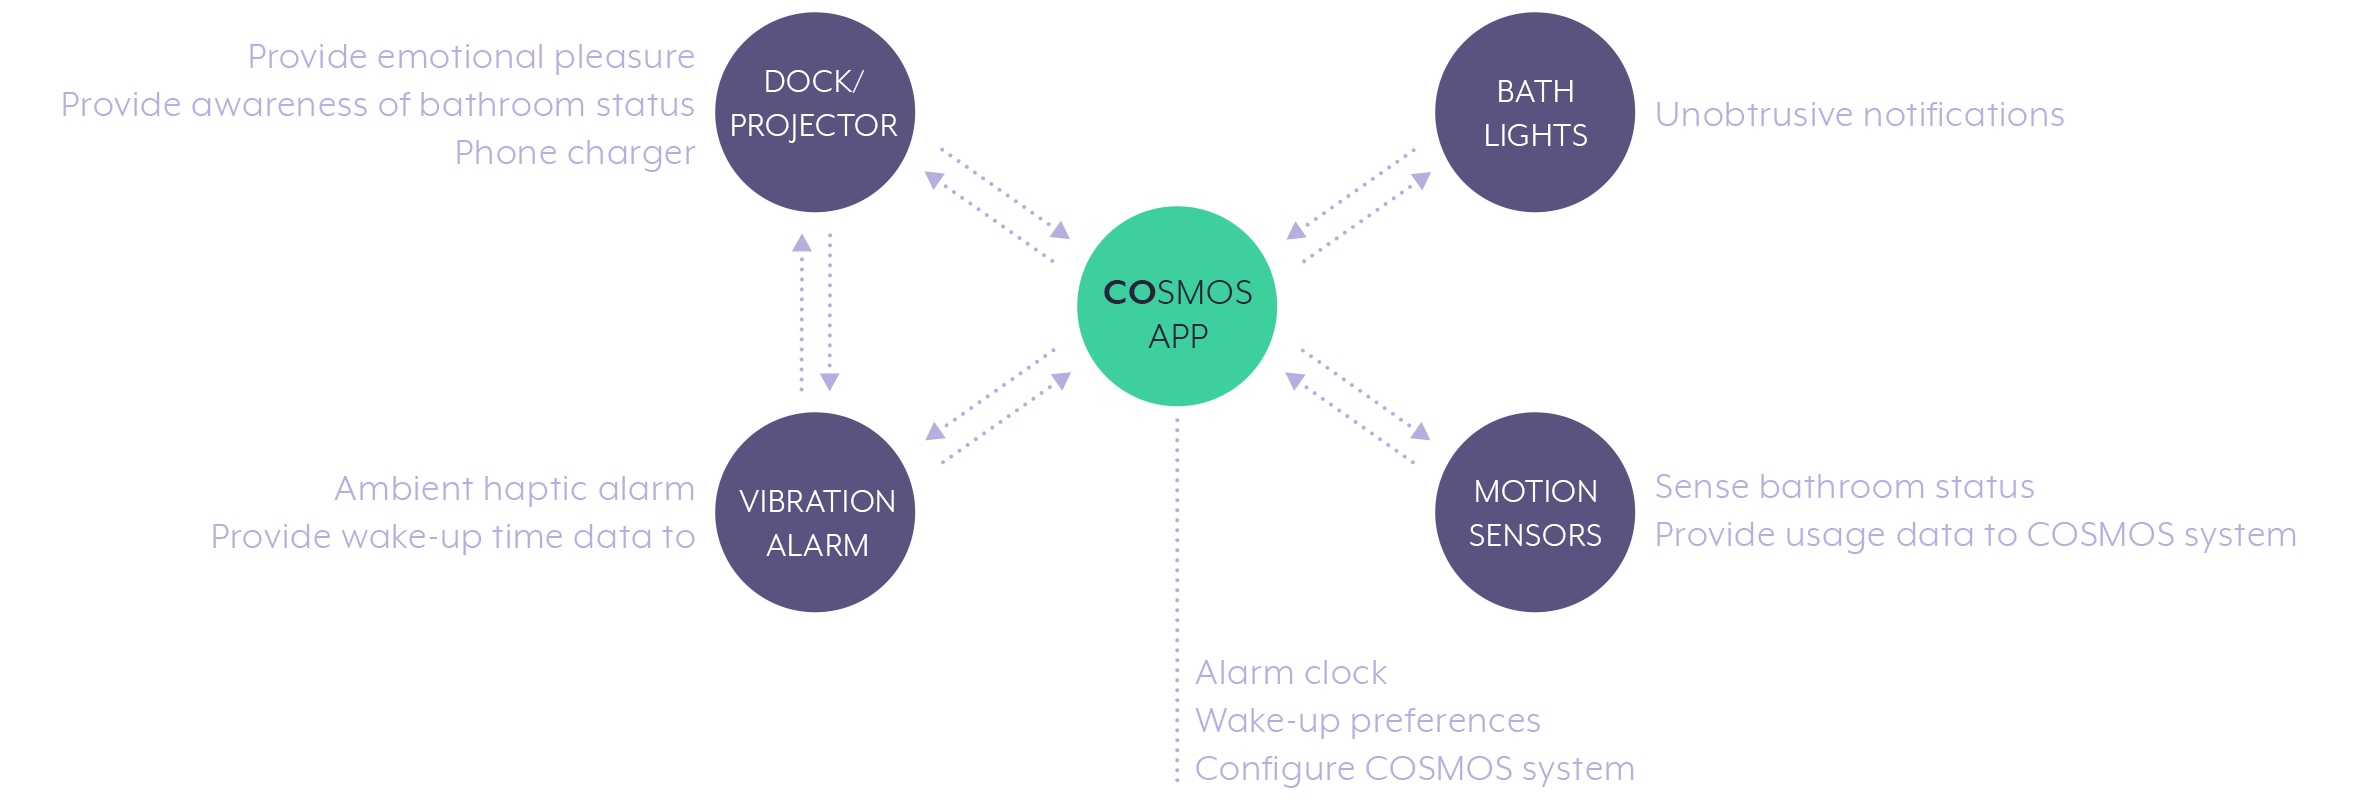 Provide emotional pleasure
Provide awareness of bathroom status
Phone charger
DOCK/
PROJECTOR
BATH
LIGHTS
Unobtrusive notifications
COSMOS
APP
Ambient haptic alarm
Provide wake-up time data to
VIBRATION
ALARM
MOTION
SENSORS
Sense bathroom status
Provide usage data to COSMOS system
Alarm clock
Wake-up preferences
Configure COSMOS system